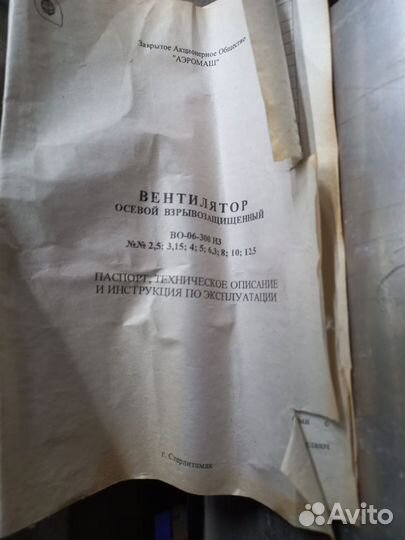 Закрытое Акционерное Общество
"АЭРОМАШ"
ВЕНТИЛЯТОР
ОСЕВОЙ ВЗРЫВОЗАЩИЩЕННЫЙ
ВО-06-300 ИЗ
№№ 2,5; 3,15; 4; 5; 6,3; 8; 10; 12.5
ПАСПОРТ, ТЕХНИЧЕСКОЕ ОПИСАНИЕ
И ИНСТРУКЦИЯ ПО ЭКСПЛУАТАЦИИ
г. Стерлитамак
Avito